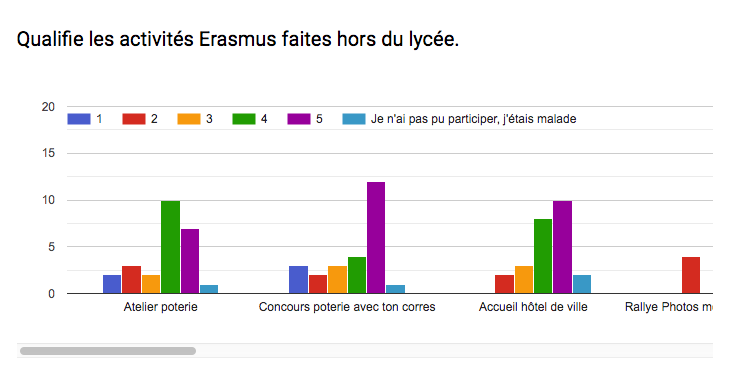 Qualifie les activités Erasmus faites hors du lycée.
20
1 2 3 4 5 Je n'ai pas pu participer, j'étais malade
15
10
5
0
Atelier poterie Concours poterie avec ton corres Accueil hôtel de ville Rallye Photos